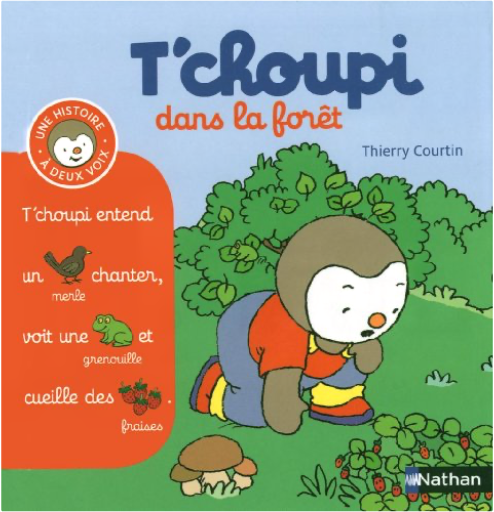 T'choupi
dans la forêt
Thierry Courtin
UNE HISTOIRE
À DEUX VOIX
T'choupi entend
un chanter,
merle
voit une et
grenouille
cueille des .
fraises
Nathan